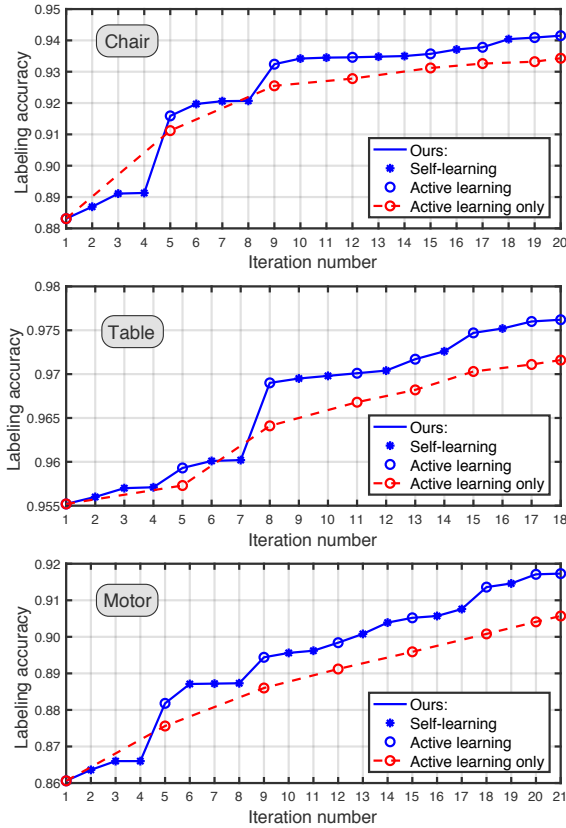 0.95
0.94
0.93
0.92
0.91
0.90
0.89
0.88
Labeling accuracy
Chair
Ours:
Self-learning
Active learning
Active learning only
1 2 3 4 5 6 7 8 9 10 11 12 13 14 15 16 17 18 19 20
Iteration number
0.98
0.975
0.97
0.965
0.96
0.955
Labeling accuracy
Table
Ours:
Self-learning
Active learning
Active learning only
1 2 3 4 5 6 7 8 9 10 11 12 13 14 15 16 17 18
Iteration number
0.92
0.91
0.90
0.89
0.88
0.87
0.86
Labeling accuracy
Motor
Ours:
Self-learning
Active learning
Active learning only
1 2 3 4 5 6 7 8 9 10 11 12 13 14 15 16 17 18 19 20 21
Iteration number